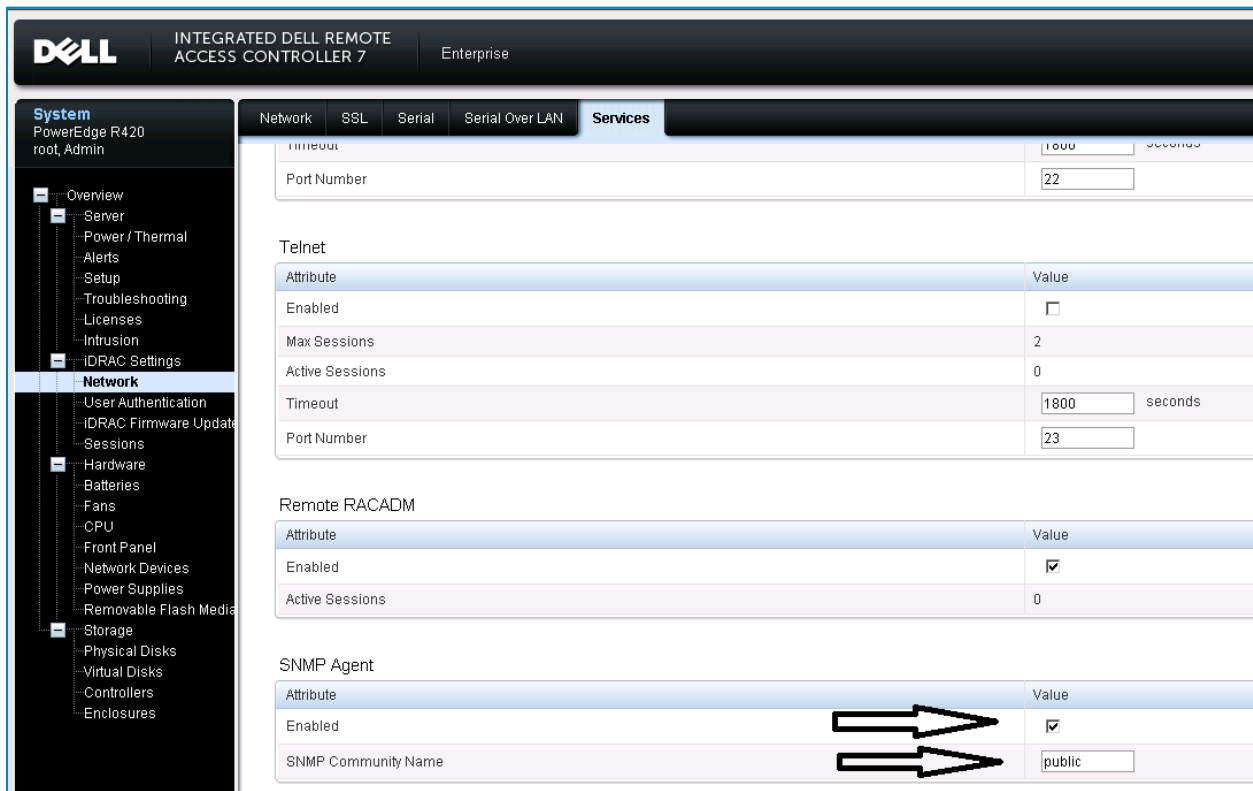 DELL
INTEGRATED DELL REMOTE
ACCESS CONTROLLER 7
Enterprise
System
PowerEdge R420
root, Admin
Overview
Server
Power / Thermal
Alerts
Setup
Troubleshooting
Licenses
Intrusion
iDRAC Settings
Network
User Authentication
iDRAC Firmware Update
Sessions
Hardware
Batteries
Fans
CPU
Front Panel
Network Devices
Power Supplies
Removable Flash Media
Storage
Physical Disks
Virtual Disks
Controllers
Enclosures
Network SSL Serial Serial Over LAN Services
Timeout 1800 seconds
Port Number 22
Telnet
Attribute Value
Enabled
Max Sessions 2
Active Sessions 0
Timeout 1800 seconds
Port Number 23
Remote RACADM
Attribute Value
Enabled
Active Sessions 0
SNMP Agent
Attribute Value
Enabled
SNMP Community Name public